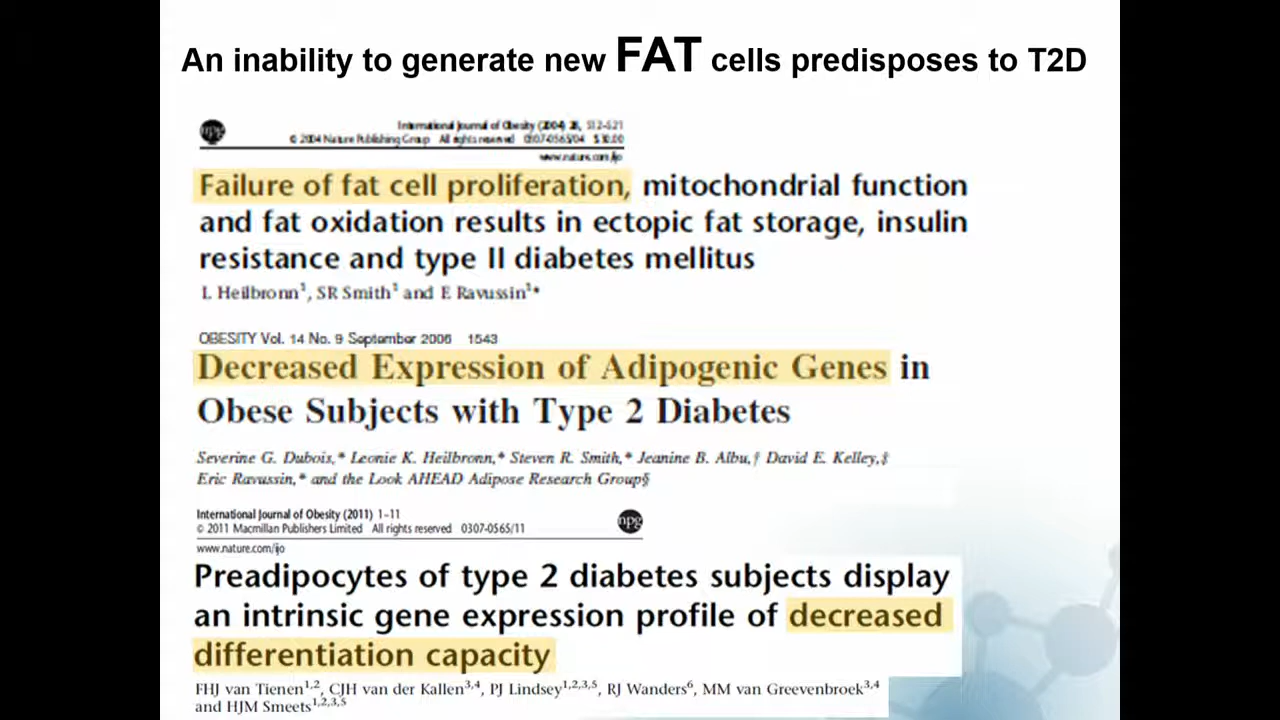 An inability to generate new FAT cells predisposes to T2D
npg
International Journal of Obesity (2004) 28, 512–521
© 2004 Nature Publishing Group All rights reserved 0307-0565/04 $30.00
www.nature.com/ijo
Failure of fat cell proliferation, mitochondrial function
and fat oxidation results in ectopic fat storage, insulin
resistance and type II diabetes mellitus
L Heilbronn1, SR Smith1 and E Ravussin1*
OBESITY Vol. 14 No. 9 September 2006 1543
Decreased Expression of Adipogenic Genes in
Obese Subjects with Type 2 Diabetes
Severine G. Dubois,* Leonie K. Heilbronn,* Steven R. Smith,* Jeanine B. Albu,† David E. Kelley,‡
Eric Ravussin,* and the Look AHEAD Adipose Research Group§
International Journal of Obesity (2011) 1–11
© 2011 Macmillan Publishers Limited All rights reserved 0307-0565/11
npg
www.nature.com/ijo
Preadipocytes of type 2 diabetes subjects display
an intrinsic gene expression profile of decreased
differentiation capacity
FHJ van Tienen1,2, CJH van der Kallen3,4, PJ Lindsey1,2,3,5, RJ Wanders6, MM van Greevenbroek3,4
and HJM Smeets1,2,3,5